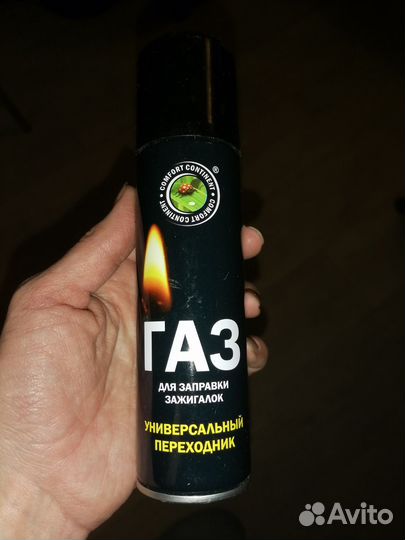 COMFORT CONTINENT • COMFORT CONTINENT •
®
ГАЗ
ДЛЯ ЗАПРАВКИ
ЗАЖИГАЛОК
УНИВЕРСАЛЬНЫЙ
ПЕРЕХОДНИК
Avito